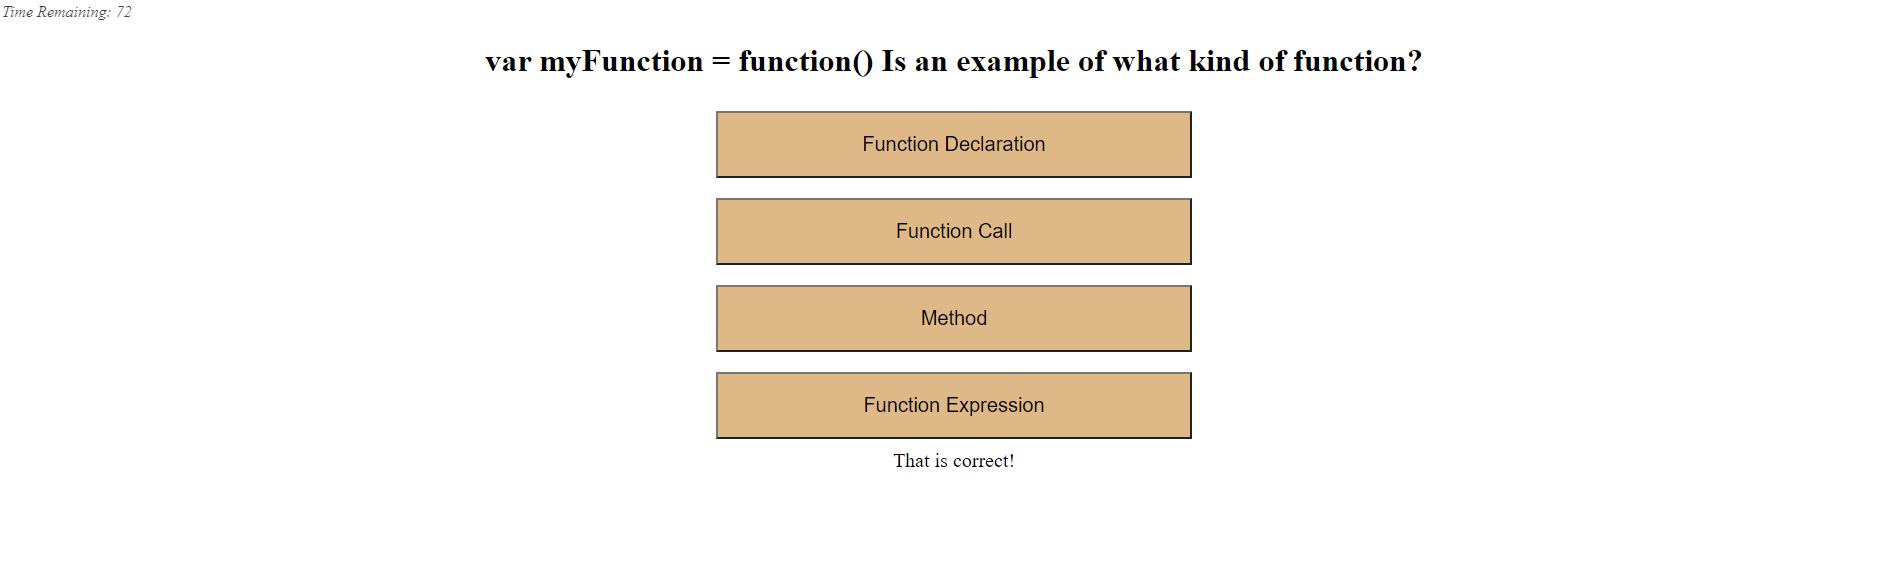 Time Remaining: 72
var myFunction = function() Is an example of what kind of function?
Function Declaration
Function Call
Method
Function Expression
That is correct!